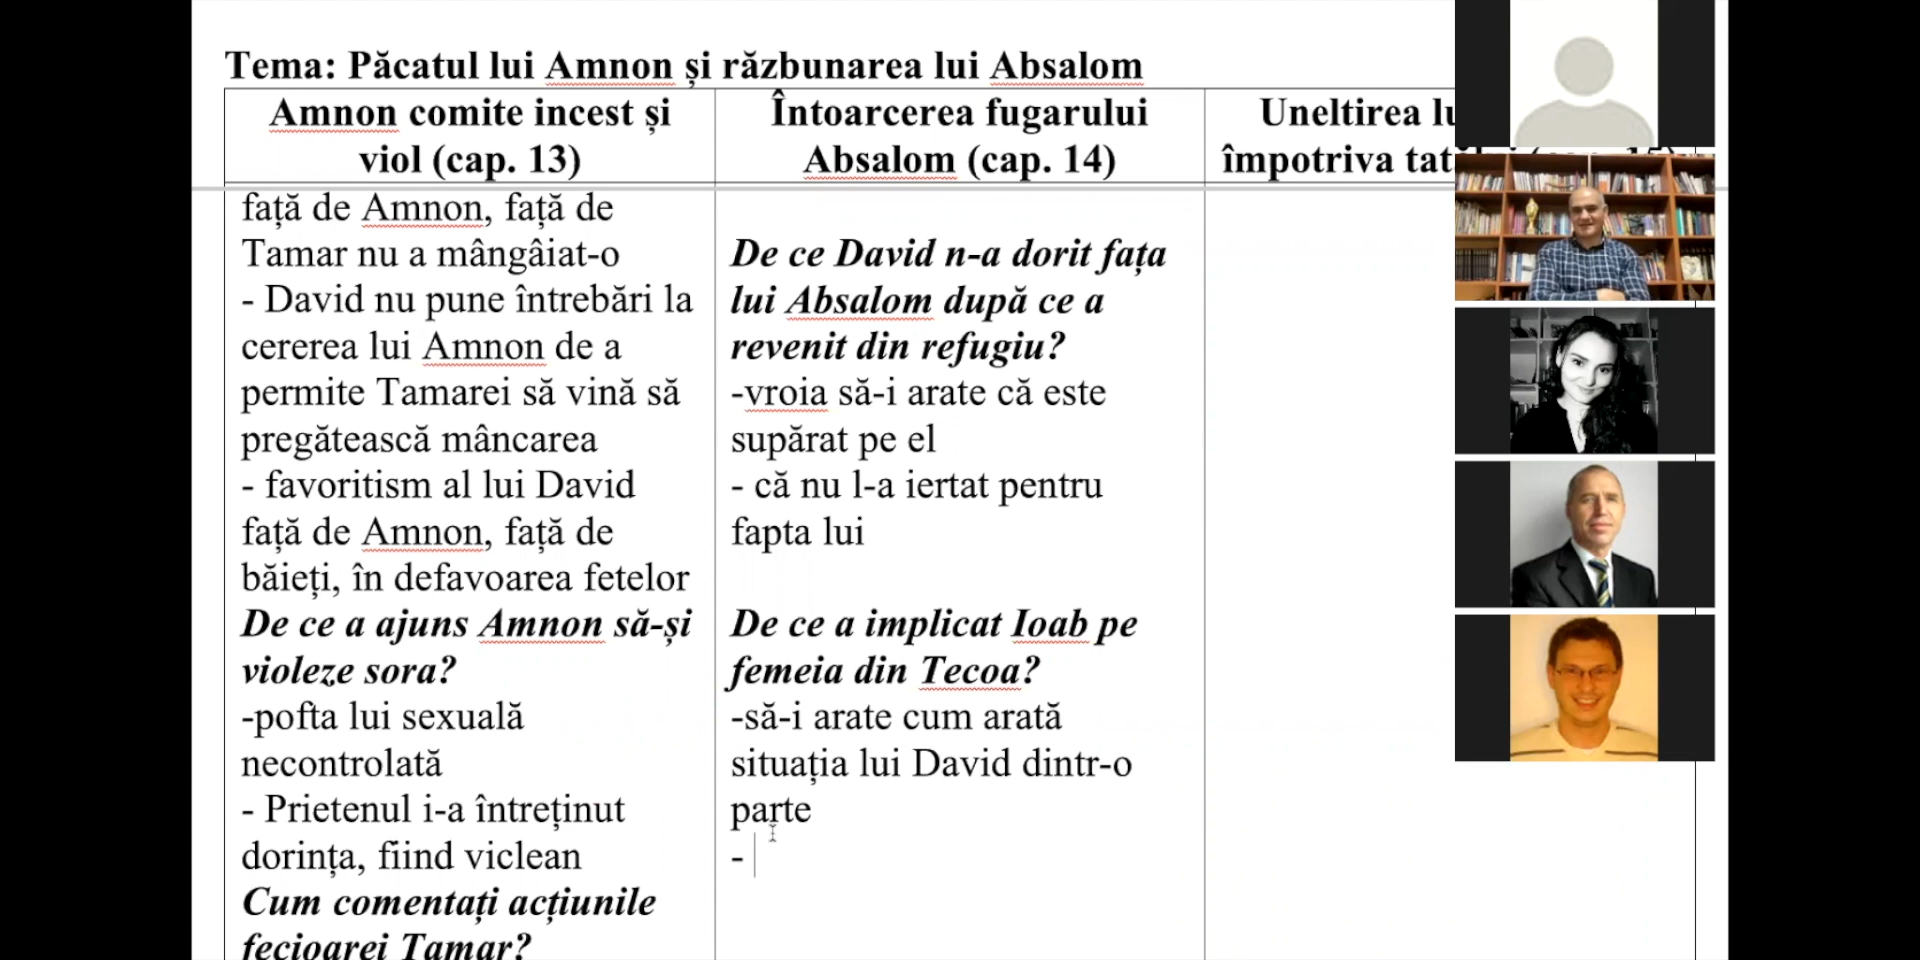 Tema: Păcatul lui Amnon și răzbunarea lui Absalom
Amnon comite incest și
viol (cap. 13)
Întoarcerea fugarului
Absalom (cap. 14)
Uneltirea
împotriva
față de Amnon, față de
Tamar nu a mângâiat-o
- David nu pune întrebări la
cererea lui Amnon de a
permite Tamarei să vină să
pregătească mâncarea
- favoritism al lui David
față de Amnon, față de
băieți, în defavoarea fetelor
De ce a ajuns Amnon să-și
violeze sora?
-pofta lui sexuală
necontrolată
- Prietenul i-a întreținut
dorința, fiind viclean
Cum comentați acțiunile
fecioarei Tamar?
De ce David n-a dorit fața
lui Absalom după ce a
revenit din refugiu?
-vroia să-i arate că este
supărat pe el
- că nu l-a iertat pentru
fapta lui
De ce a implicat Ioab pe
femeia din Tecoa?
-să-i arate cum arată
situația lui David dintr-o
parte
-